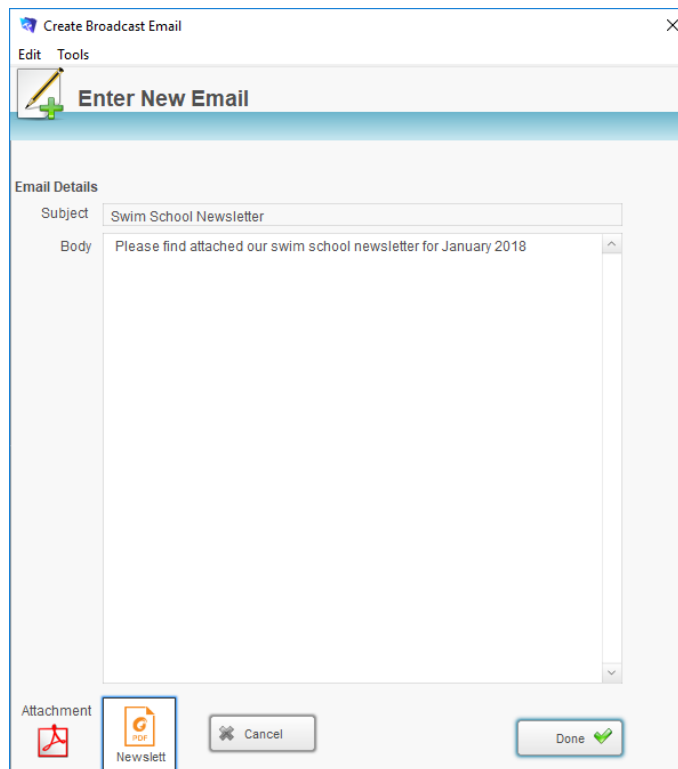 Create Broadcast Email
Edit Tools
Enter New Email
Email Details
Subject Swim School Newsletter
Body Please find attached our swim school newsletter for January 2018
Attachment
PDF
Newslett
Cancel
Done